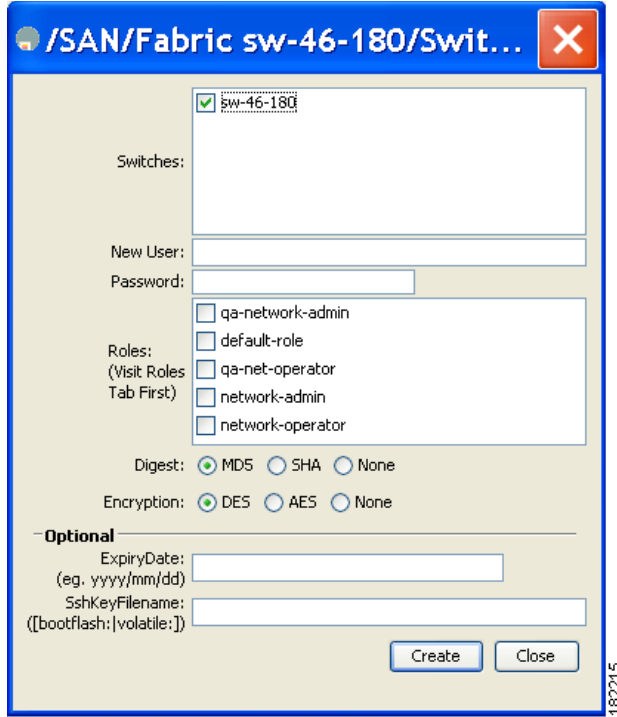 /SAN/Fabric sw-46-180/Swit...
Switches:
sw-46-180
New User:
Password:
Roles:
(Visit Roles
Tab First)
qa-network-admin
default-role
qa-net-operator
network-admin
network-operator
Digest: MD5 SHA None
Encryption: DES AES None
Optional
ExpiryDate:
(eg. yyyy/mm/dd)
SshKeyFilename:
([bootflash:|volatile:])
Create Close
182215